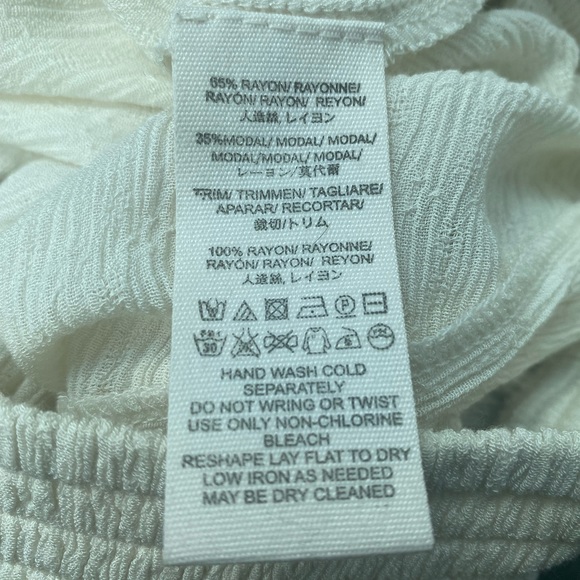 65% RAYON/ RAYONNE/
RAYÓN/ RAYON/ REYON/
人造絲, レイヨン
35%MODAL/ MODAL/ MODAL/
MODAL/MODAL/ MODAL/
レーヨン/莫代爾
TRIM/ TRIMMEN/ TAGLIARE/
APARAR/ RECORTAR/
裁切/トリム
100% RAYON/ RAYONNE/
RAYÓN/ RAYON/ REYON/
人造絲, レイヨン
30
HAND WASH COLD
SEPARATELY
DO NOT WRING OR TWIST
USE ONLY NON-CHLORINE
BLEACH
RESHAPE LAY FLAT TO DRY
LOW IRON AS NEEDED
MAY BE DRY CLEANED